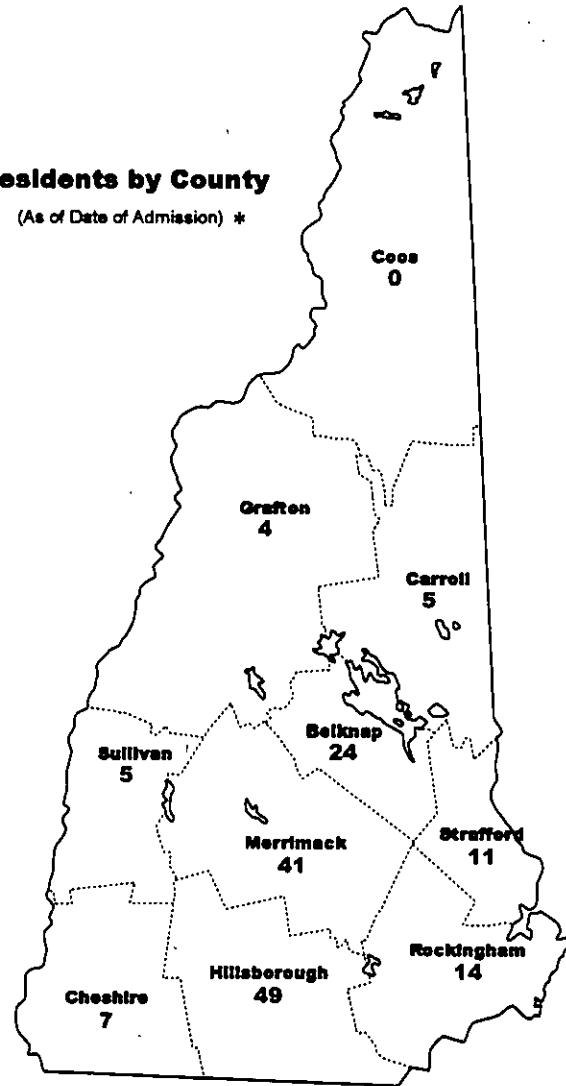 esidents by County
(As of Date of Admission) *
Coos
0
Grafton
4
Carroll
5
Belknap
24
Sullivan
5
Merrimack
41
Strafford
11
Rockingham
14
Hillsborough
49
Cheshire
7